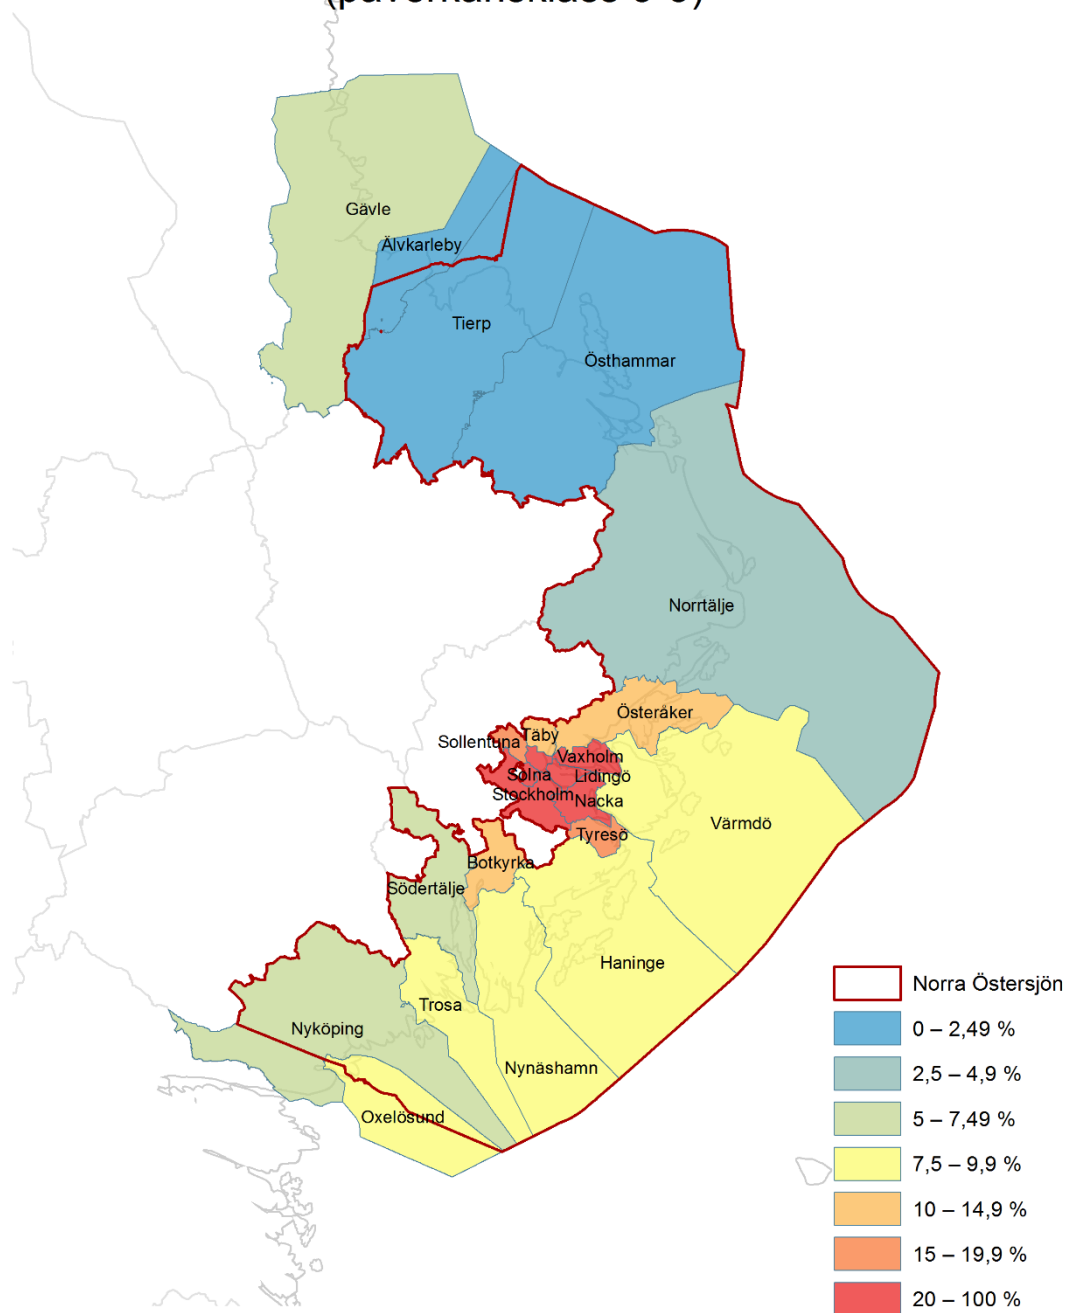 Gävle
Älvkarleby
Tierp
Östhammar
Norrtälje
Österåker
Täby
Sollentuna
Vaxholm
Solna
Lidingö
Stockholm
Nacka
Värmdö
Tyresö
Botkyrka
Södertälje
Haninge
Trosa
Nyköping
Nynäshamn
Oxelösund
Norra Östersjön
0 – 2,49 %
2,5 – 4,9 %
5 – 7,49 %
7,5 – 9,9 %
10 – 14,9 %
15 – 19,9 %
20 – 100 %